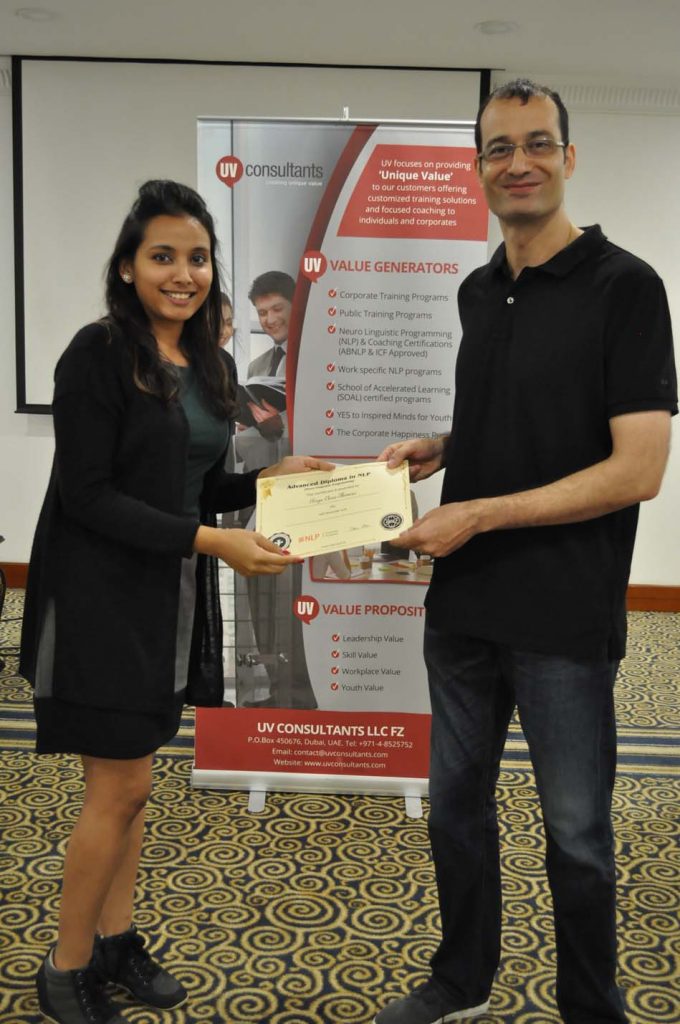 UV consultants
creating unique value
UV focuses on providing
'Unique Value'
to our customers offering
customized training solutions
and focused coaching to
individuals and corporates
UV VALUE GENERATORS
Corporate Training Programs
Public Training Programs
Neuro Linguistic Programming
(NLP) & Coaching Certifications
(ABNLP & ICF Approved)
Work specific NLP programs
School of Accelerated Learning
(SOAL) certified programs
YES to Inspired Minds for Youth
The Corporate Happiness
Advanced Diploma in NLP
NLP
UV VALUE PROPOSIT
Leadership Value
Skill Value
Workplace Value
Youth Value
UV CONSULTANTS LLC FZ
P.O.Box 450676, Dubai, UAE. Tel: +971-4-8525752
Email: contact@uvconsultants.com
Website: www.uvconsultants.com